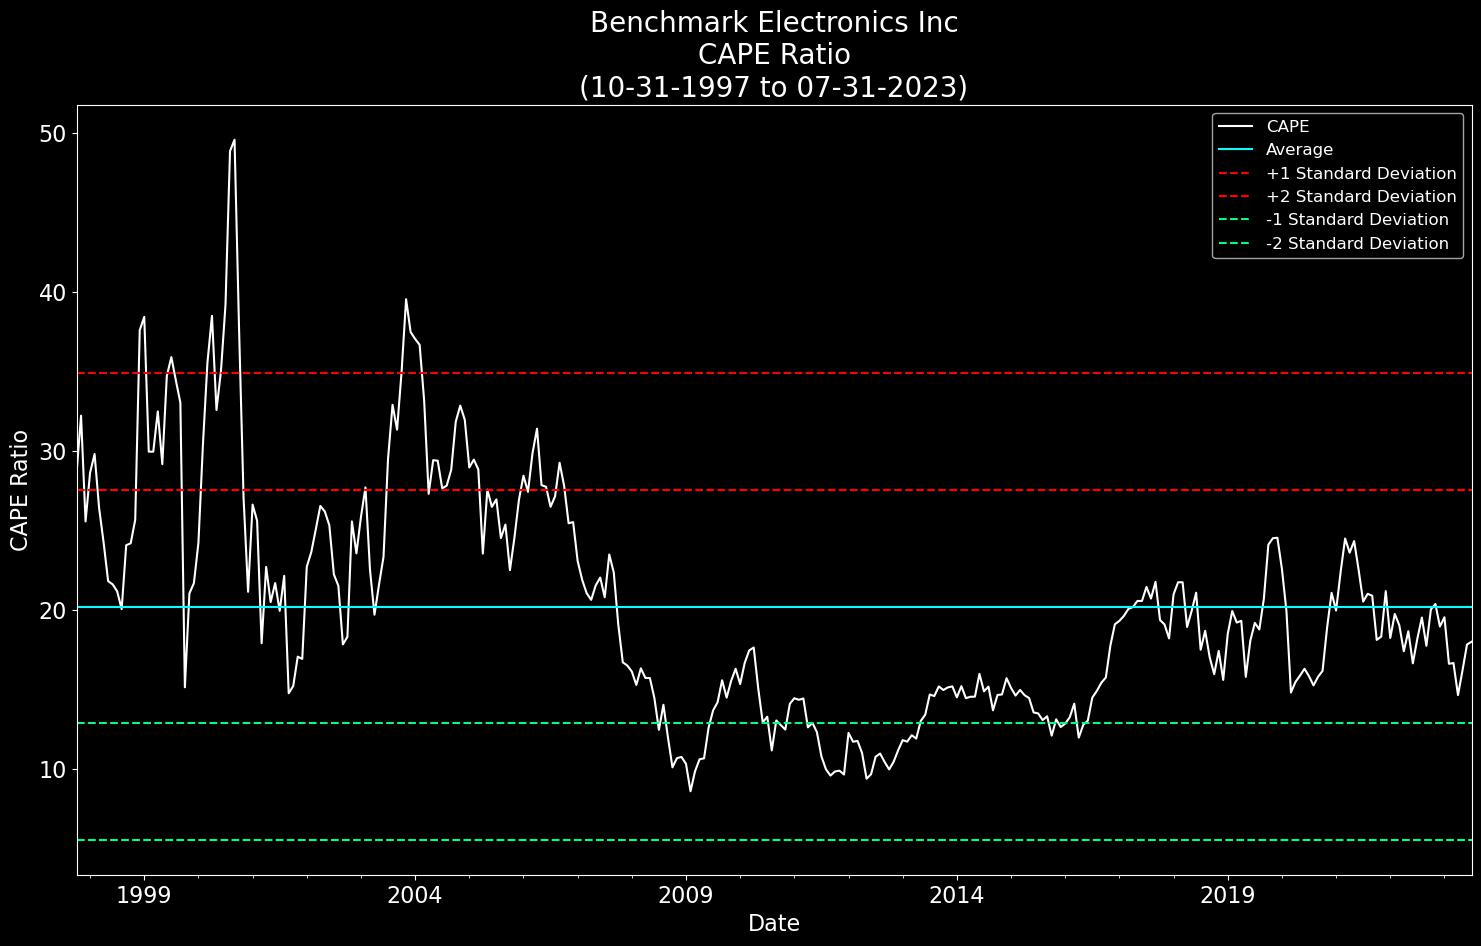 Benchmark Electronics Inc
CAPE Ratio
(10-31-1997 to 07-31-2023)
CAPE
Average
+1 Standard Deviation
+2 Standard Deviation
-1 Standard Deviation
-2 Standard Deviation
50
40
30
20
10
CAPE Ratio
1999
2004
2009
2014
2019
Date